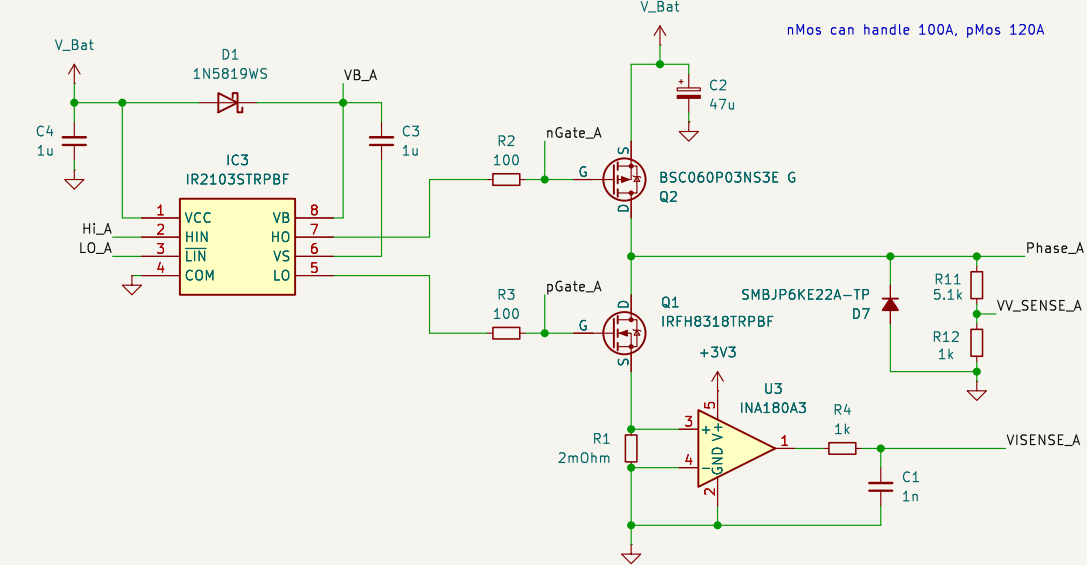 V_Bat
nMos can handle 100A, pMos 120A
V_Bat
D1
1N5819WS
VB_A
C2
47u
C4
1u
C3
1u
R2
100
nGate_A
IC3
IR2103STRPBF
S
G
D
BSC060P03NS3E G
Q2
1
VCC
VB
8
Hi_A
2
HIN
HO
7
LO_A
3
LIN
VS
6
4
COM
LO
5
Phase_A
R3
100
pGate_A
D
G
S
Q1
IRFH8318TRPBF
SMBJP6KE22A-TP
D7
R11
5.1k
VV_SENSE_A
R12
1k
+3V3
U3
INA180A3
R1
2mOhm
3
+
4
-
5
V+
GND
2
1
R4
1k
VISENSE_A
C1
1n